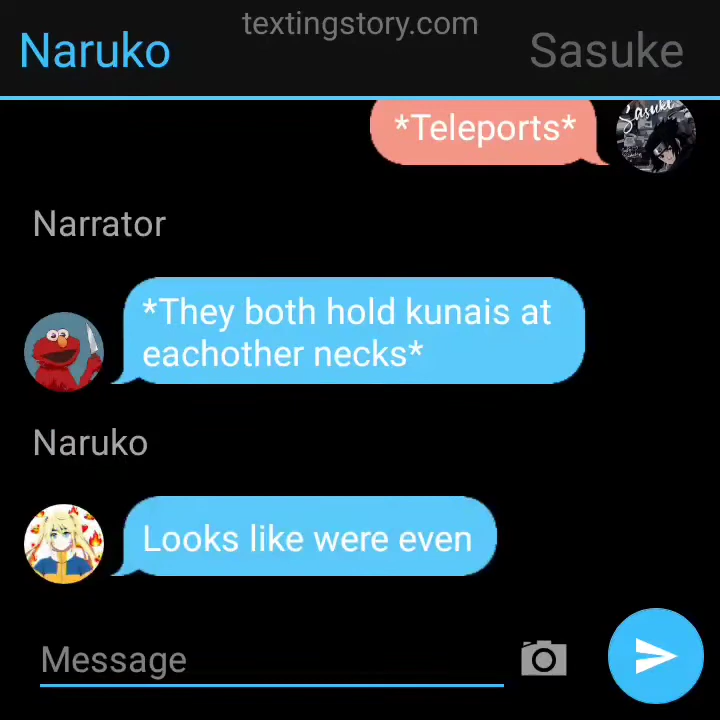 textingstory.com
Naruko
Sasuke
*Teleports*
Sasuke
Narrator
*They both hold kunais at
eachother necks*
Naruko
Looks like were even
Message